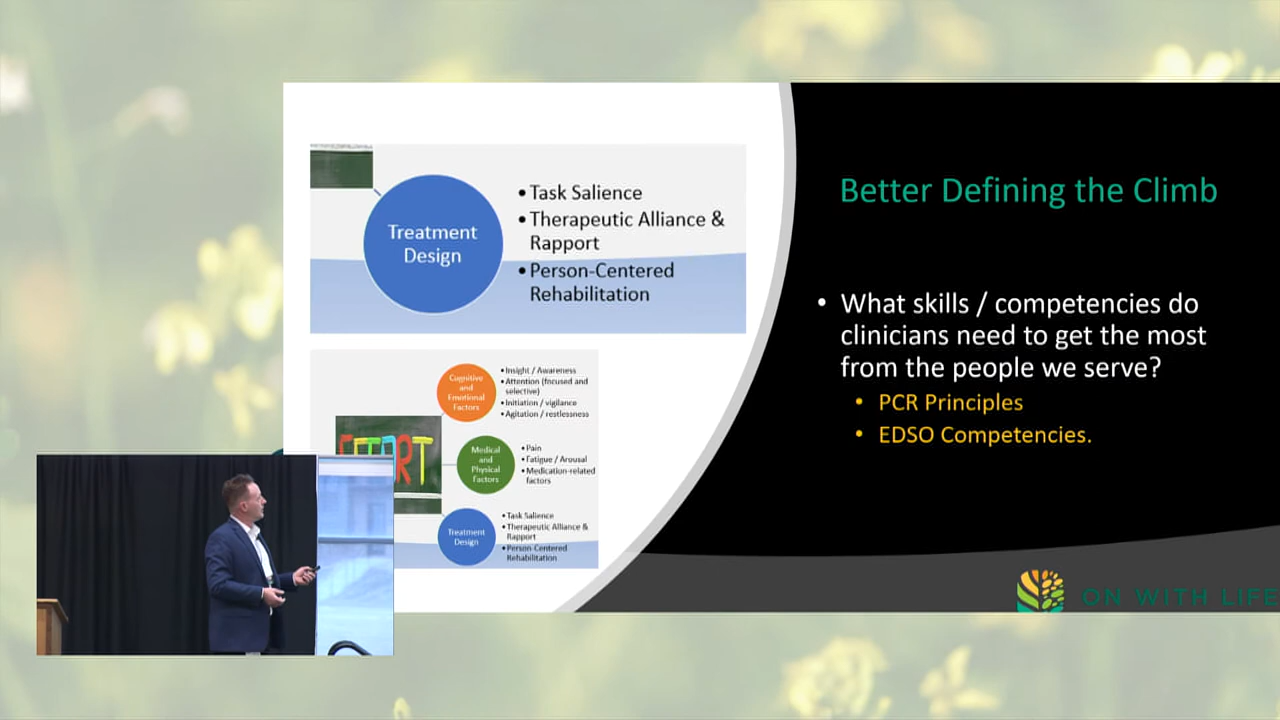 Treatment
Design
•Task Salience
•Therapeutic Alliance &
Rapport
•Person-Centered
Rehabilitation
Cognitive
and
Emotional
Factors
•Insight / Awareness
•Attention (focused and
selective)
•Initiation / vigilance
•Agitation / restlessness
Medical
and
Physical
Factors
•Pain
•Fatigue / Arousal
•Medication-related
factors
Treatment
Design
•Task Salience
•Therapeutic Alliance &
Rapport
•Person-Centered
Rehabilitation
Better Defining the Climb
• What skills / competencies do
clinicians need to get the most
from the people we serve?
• PCR Principles
• EDSO Competencies.
ON WITH LIFE